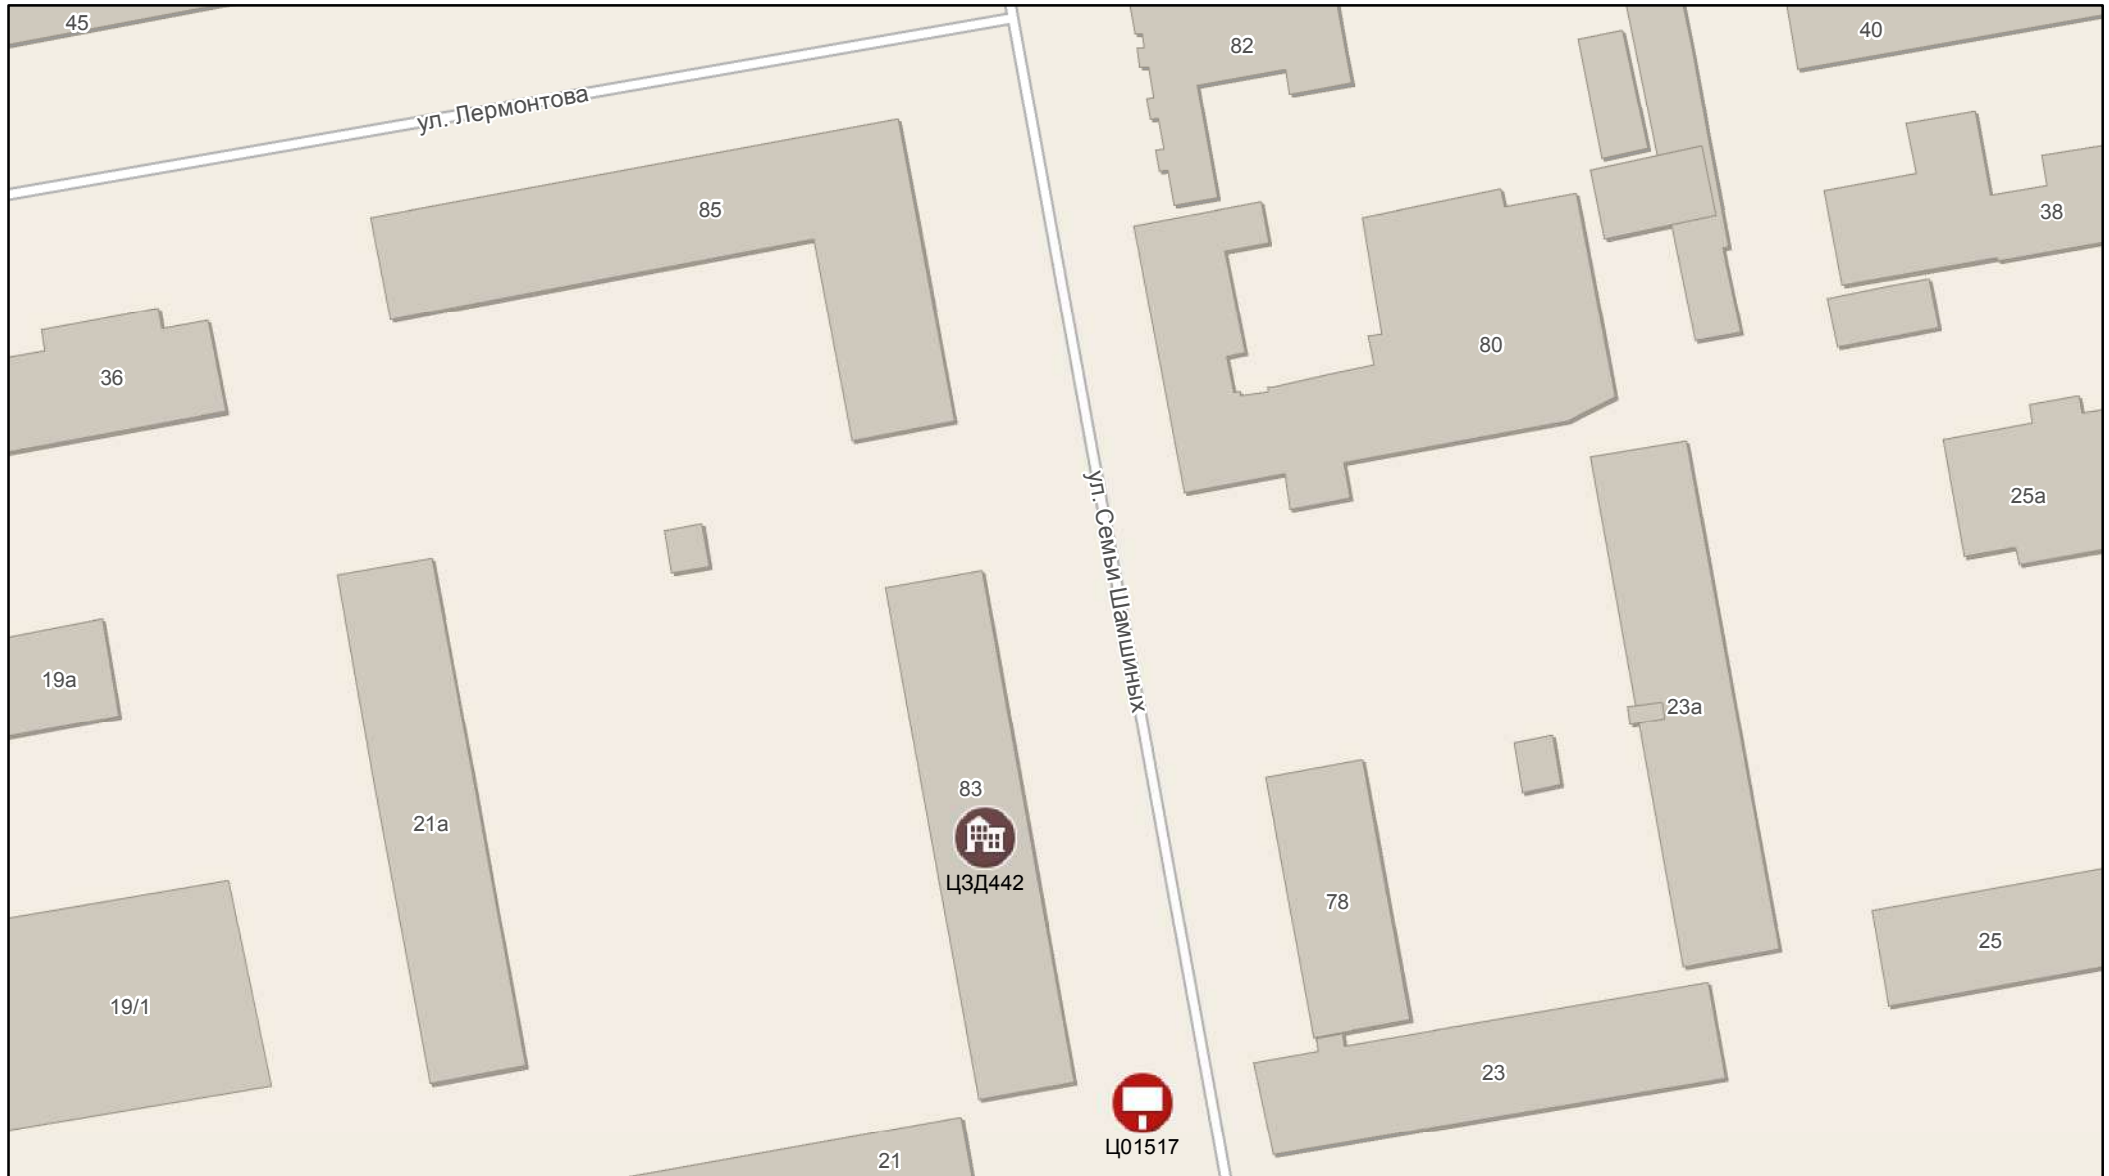 45
82
40
ул. Лермонтова
85
38
80
36
25а
ул. Семьи Шамшиных
19а
23а
83
21а
ЦЗД442
78
25
19/1
23
Ц01517
21